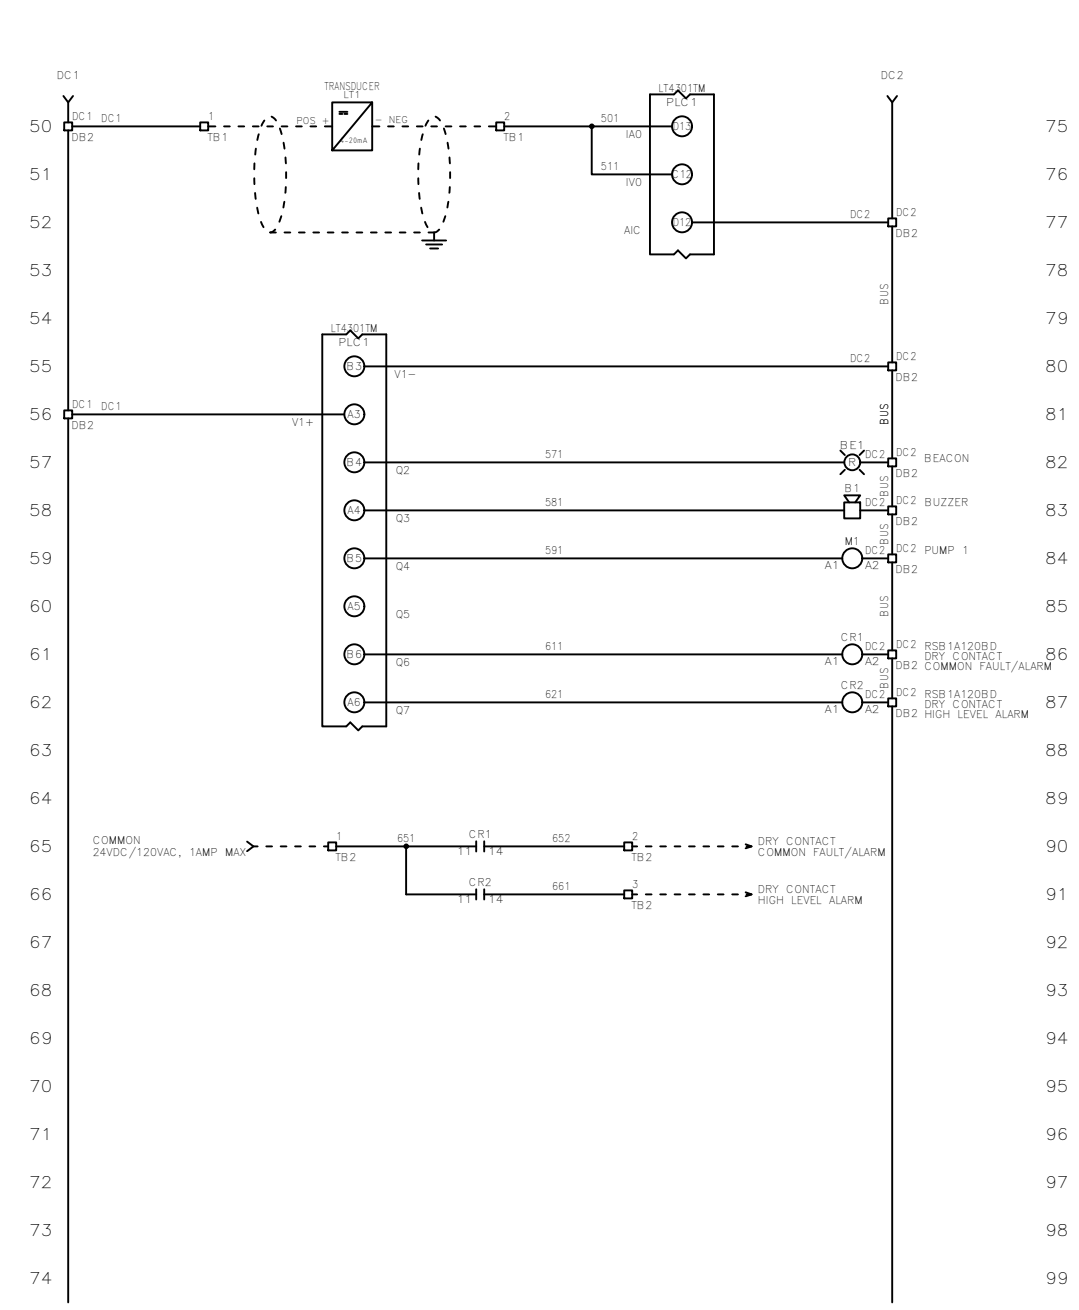 DC1 DC2
TRANSDUCER
LT1
LT4301TM
PLC1
50 DC1 DC1 1 POS + - NEG 2 501 D13 75
DB2 TB1 4-20mA TB1 IAO
51 511 C12 76
IVO
52 D12 DC2 DC2 77
AIC DB2
53 78
BUS
54 79
LT4301TM
PLC1
55 B3 DC2 DC2 80
V1- DB2
56 DC1 DC1 A3 BUS 81
DB2 V1+
BE1
57 B4 571 R DC2 DC2 BEACON 82
Q2 DB2
BUS
B1
58 A4 581 DC2 DC2 BUZZER 83
Q3 DB2
BUS
M1
59 B5 591 DC2 DC2 PUMP 1 84
Q4 A1 A2 DB2
60 A5 BUS 85
Q5
CR1
61 B6 611 DC2 DC2 RSB1A120BD 86
DRY CONTACT
Q6 A1 A2 DB2 COMMON FAULT/ALARM
BUS
CR2
62 A6 621 DC2 DC2 RSB1A120BD 87
DRY CONTACT
Q7 A1 A2 DB2 HIGH LEVEL ALARM
63 88
64 89
65 COMMON 1 651 CR1 652 2 DRY CONTACT 90
24VDC/120VAC, 1AMP MAX TB2 11 14 TB2 COMMON FAULT/ALARM
66 CR2 661 3 DRY CONTACT 91
11 14 TB2 HIGH LEVEL ALARM
67 92
68 93
69 94
70 95
71 96
72 97
73 98
74 99